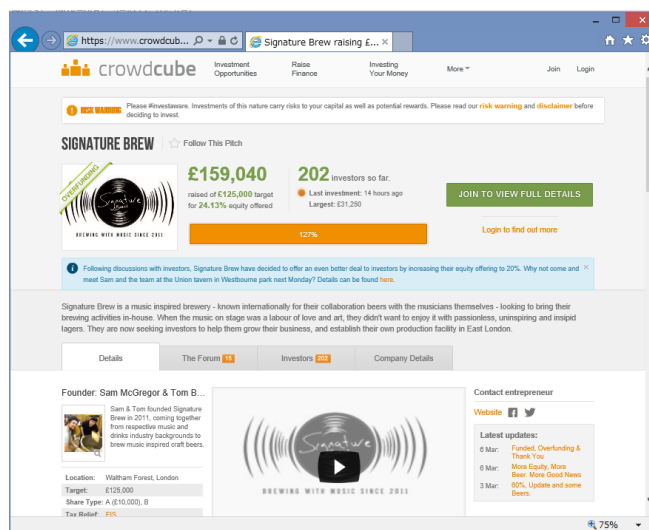 https://www.crowdcub...
Signature Brew raising £...
crowdcube
Investment
Opportunities
Raise
Finance
Investing
Your Money
More
Join
Login
RISK WARNING
Please #investaware. Investments of this nature carry risks to your capital as well as potential rewards. Please read our risk warning and disclaimer before
deciding to invest.
SIGNATURE BREW
Follow This Pitch
OVERFUNDING
Signature
Brew
BREWING WITH MUSIC SINCE 2011
£159,040
raised of £125,000 target
for 24.13% equity offered
202 investors so far.
Last investment: 14 hours ago
Largest: £31,250
127%
JOIN TO VIEW FULL DETAILS
Login to find out more
Following discussions with investors, Signature Brew have decided to offer an even better deal to investors by increasing their equity offering to 20%. Why not come and
meet Sam and the team at the Union tavern in Westbourne park next Monday? Details can be found here.
Signature Brew is a music inspired brewery - known internationally for their collaboration beers with the musicians themselves - looking to bring their
brewing activities in-house. When the music on stage was a labour of love and art, they didn't want to enjoy it with passionless, uninspiring and insipid
lagers. They are now seeking investors to help them grow their business, and establish their own production facility in East London.
Details
The Forum 15
Investors 202
Company Details
Founder: Sam McGregor & Tom B...
Sam & Tom founded Signature
Brew in 2011, coming together
from respective music and
drinks industry backgrounds to
brew music inspired craft beers.
Location: Waltham Forest, London
Target: £125,000
Share Type: A (£10,000), B
Tax Relief: EIS
Signature
BREWING WITH MUSIC SINCE 2011
Contact entrepreneur
Website
Latest updates:
6 Mar: Funded, Overfunding &
Thank You
6 Mar: More Equity, More
Beer. More Good News
3 Mar: 60%, Update and some
Beers.
75%